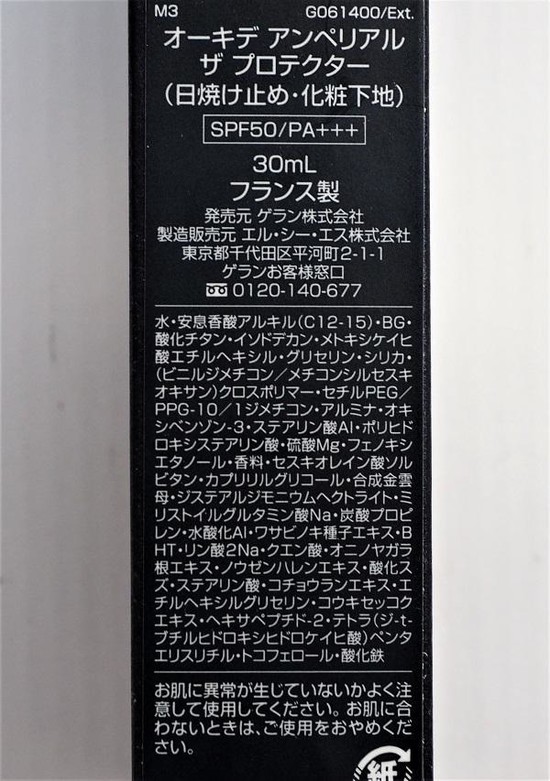 M3 G061400/Ext.
オーキデ アンペリアル
ザ プロテクター
(日焼け止め・化粧下地)
SPF50/PA+++
30mL
フランス製
発売元 ゲラン株式会社
製造販売元 エル・シー・エス株式会社
東京都千代田区平河町2-1-1
ゲランお客様窓口
0120-140-677
水・安息香酸アルキル(C12-15)・BG・
酸化チタン・インドデカン・メトキシケイヒ
酸エチルヘキシル・グリセリン・シリカ・
(ビニルジメチコン/メチコンシルセスキ
オキサン)クロスポリマー・セチルPEG/
PPG-10/1ジメチコン・アルミナ・オキ
シベンゾン-3・ステアリン酸Al・ポリヒド
ロキシステアリン酸・硫酸Mg・フェノキシ
エタノール・香料・セスキオレイン酸ソル
ビタン・カプリリルグリコール・合成金雲
母・ジステアルジモニウムヘクトライト・ミ
リストイルグルタミン酸Na・炭酸プロピ
レン・水酸化Al・ワサビノキ種子エキス・B
HT・リン酸2Na・クエン酸・オニノヤガラ
根エキス・ノウゼンハレンエキス・酸化ス
ズ・ステアリン酸・コチョウランエキス・エ
チルヘキシルグリセリン・コウキセッコク
エキス・ヘキサペプチド-2・テトラ(ジ-t-
ブチルヒドロキシヒドロケイヒ酸)ペンタ
エリスリチル・トコフェロール・酸化鉄
お肌に異常が生じていないかよく注
意して使用してください。お肌に合
わないときは、ご使用をおやめくだ
さい。
紙